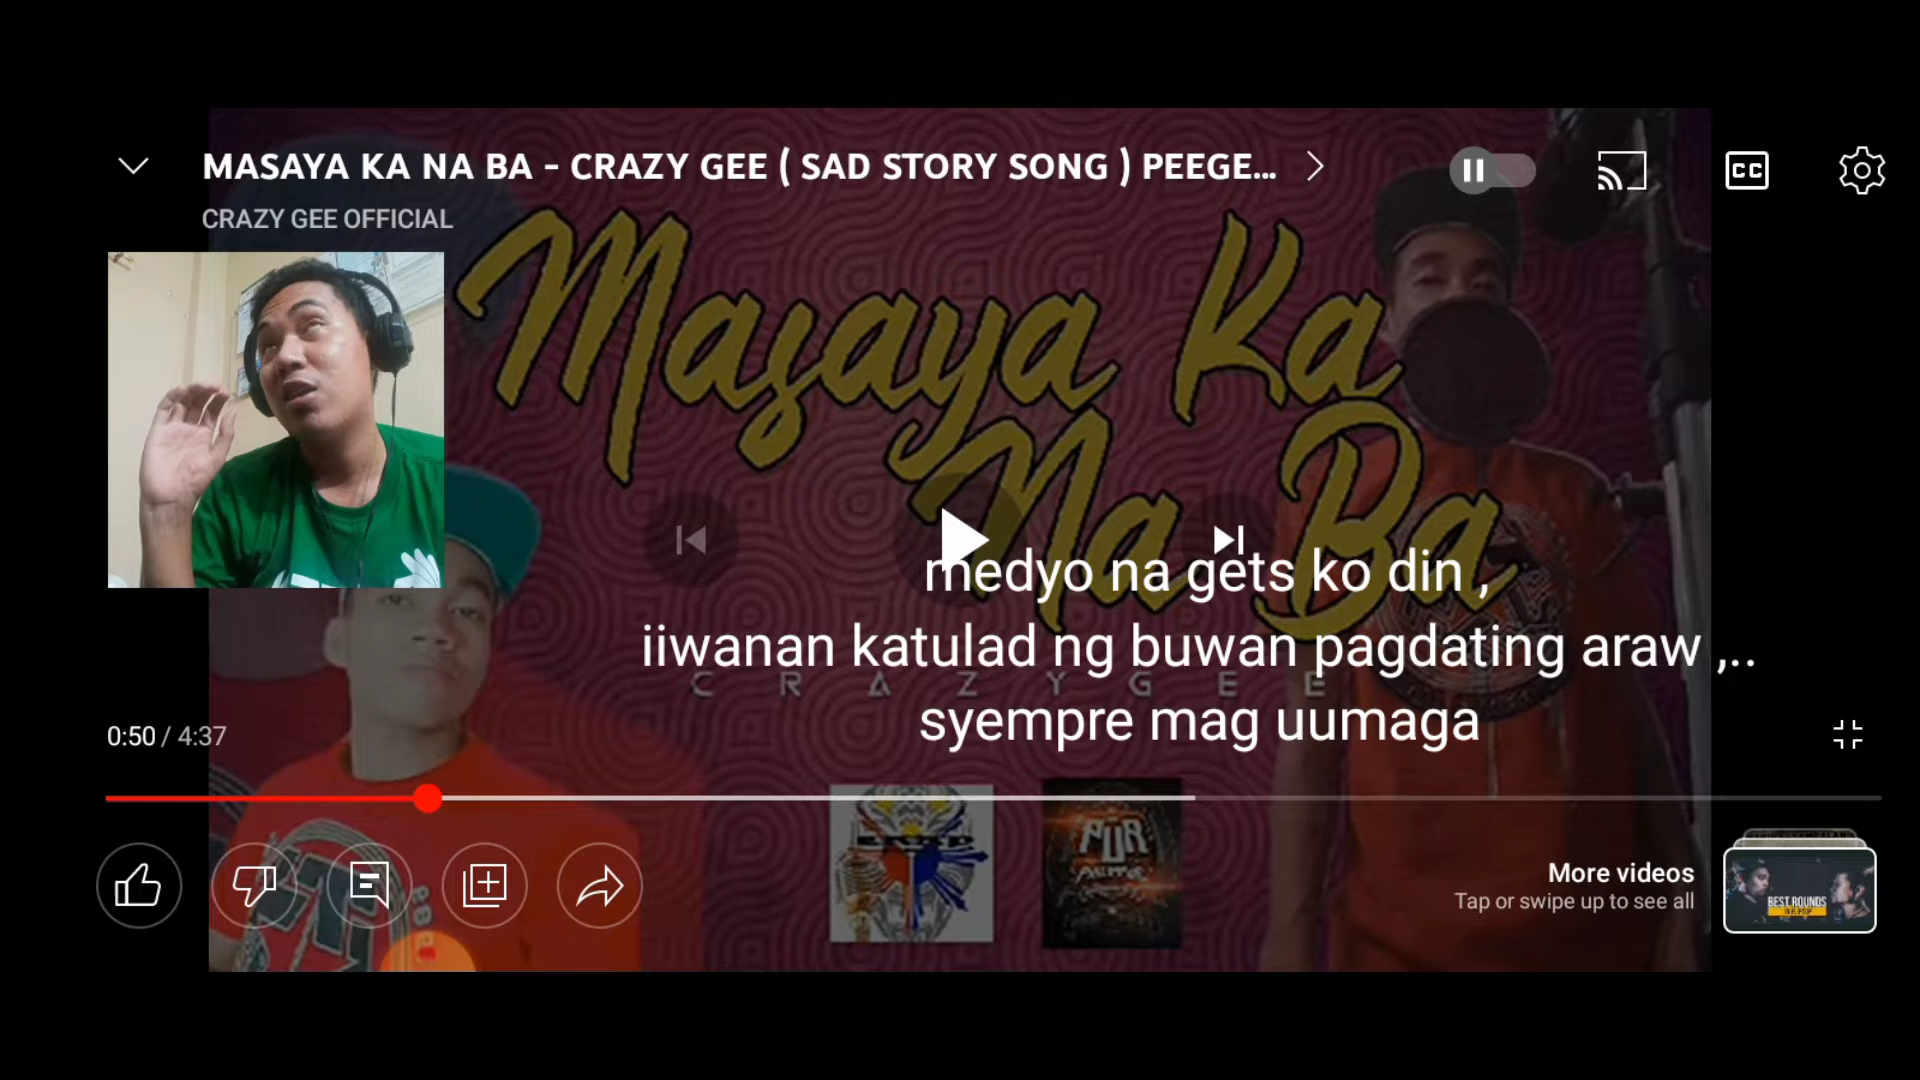 MASAYA KA NA BA - CRAZY GEE ( SAD STORY SONG ) PEEGE...
CRAZY GEE OFFICIAL
CC
Masaya Ka
Na Ba
medyo na gets ko din ,
iiwanan katulad ng buwan pagdating araw ,..
CRAZYGEE
syempre mag uumaga
0:50 / 4:37
PUR
More videos
Tap or swipe up to see all
BEST ROUNDS